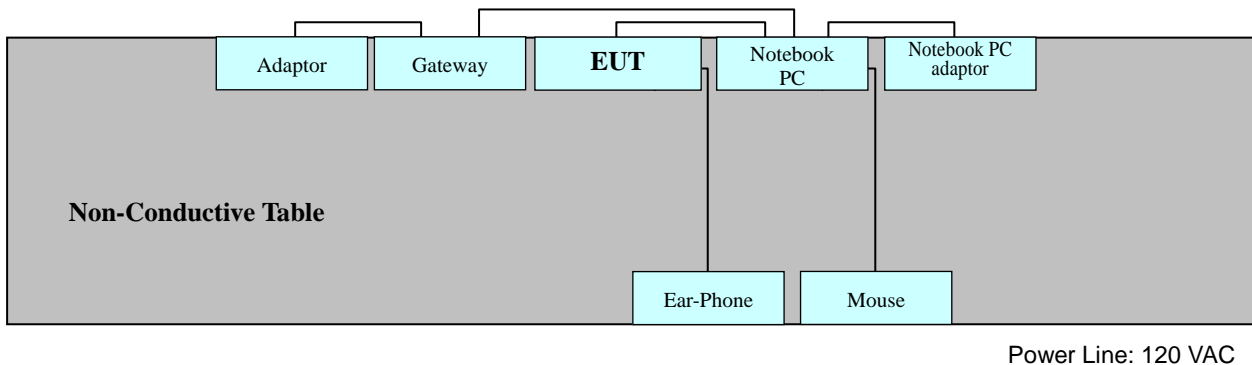 Adaptor
Gateway
EUT
Notebook
PC
Notebook PC
adaptor
Non-Conductive Table
Ear-Phone
Mouse
Power Line: 120 VAC